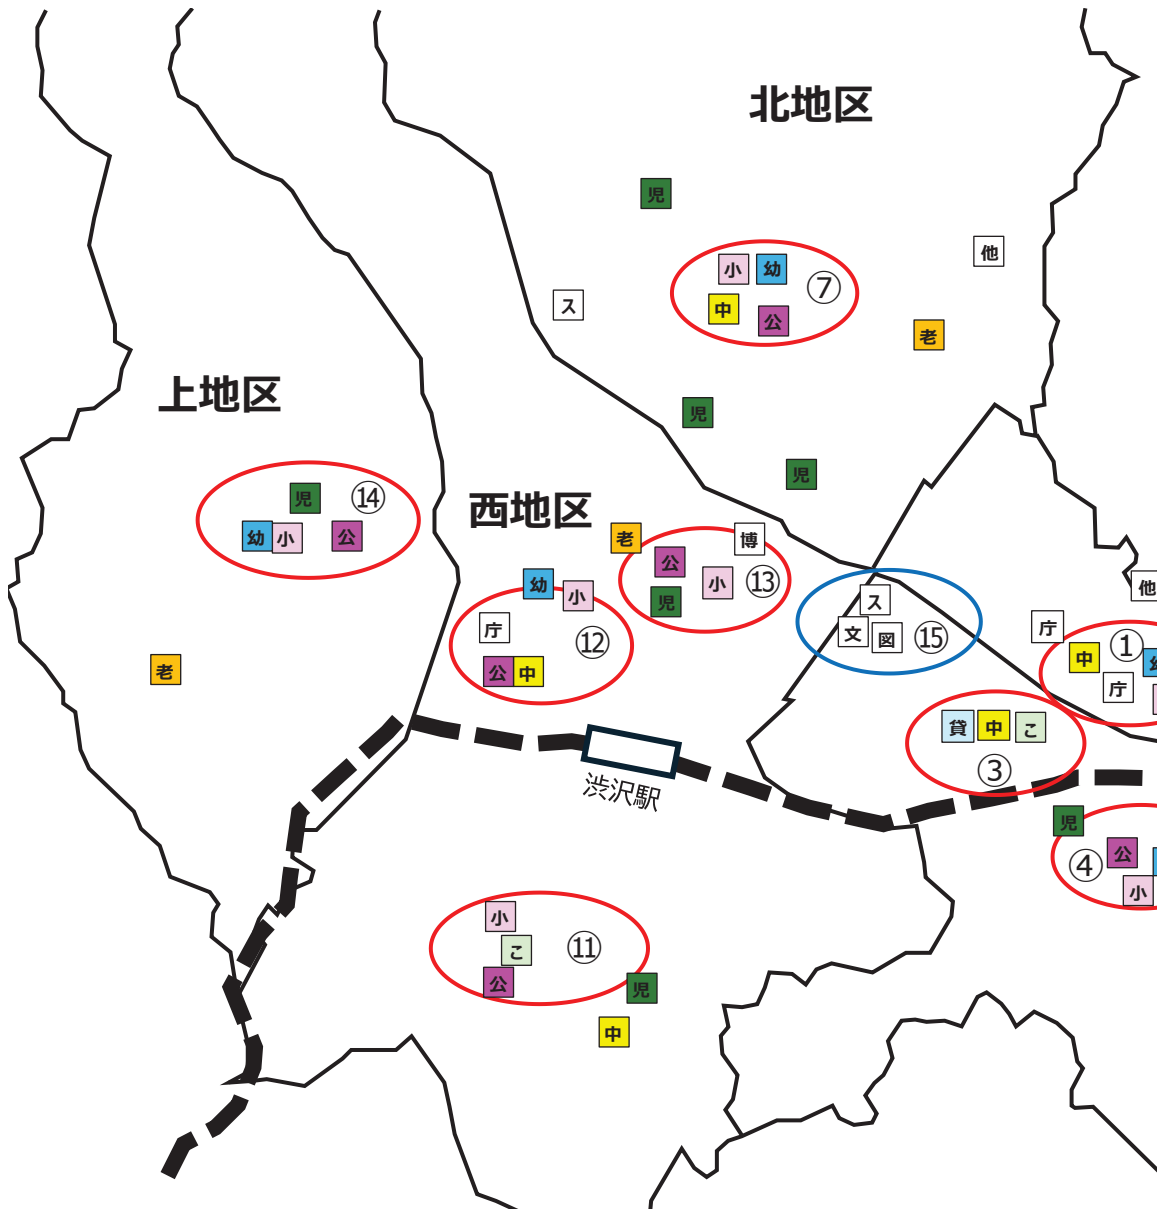 北地区
児
他
小 幼 ⑦
中 公
ス
老
上地区
児
児
児 ⑭
幼 小 公
西地区
老 博
公
児 小 ⑬
幼 小
庁 ⑫
公 中
ス
文 図 ⑮
他
庁
中 ①
庁
老
貸 中 こ
③
渋沢駅
児
④ 公
小
小
こ ⑪
公
児
中